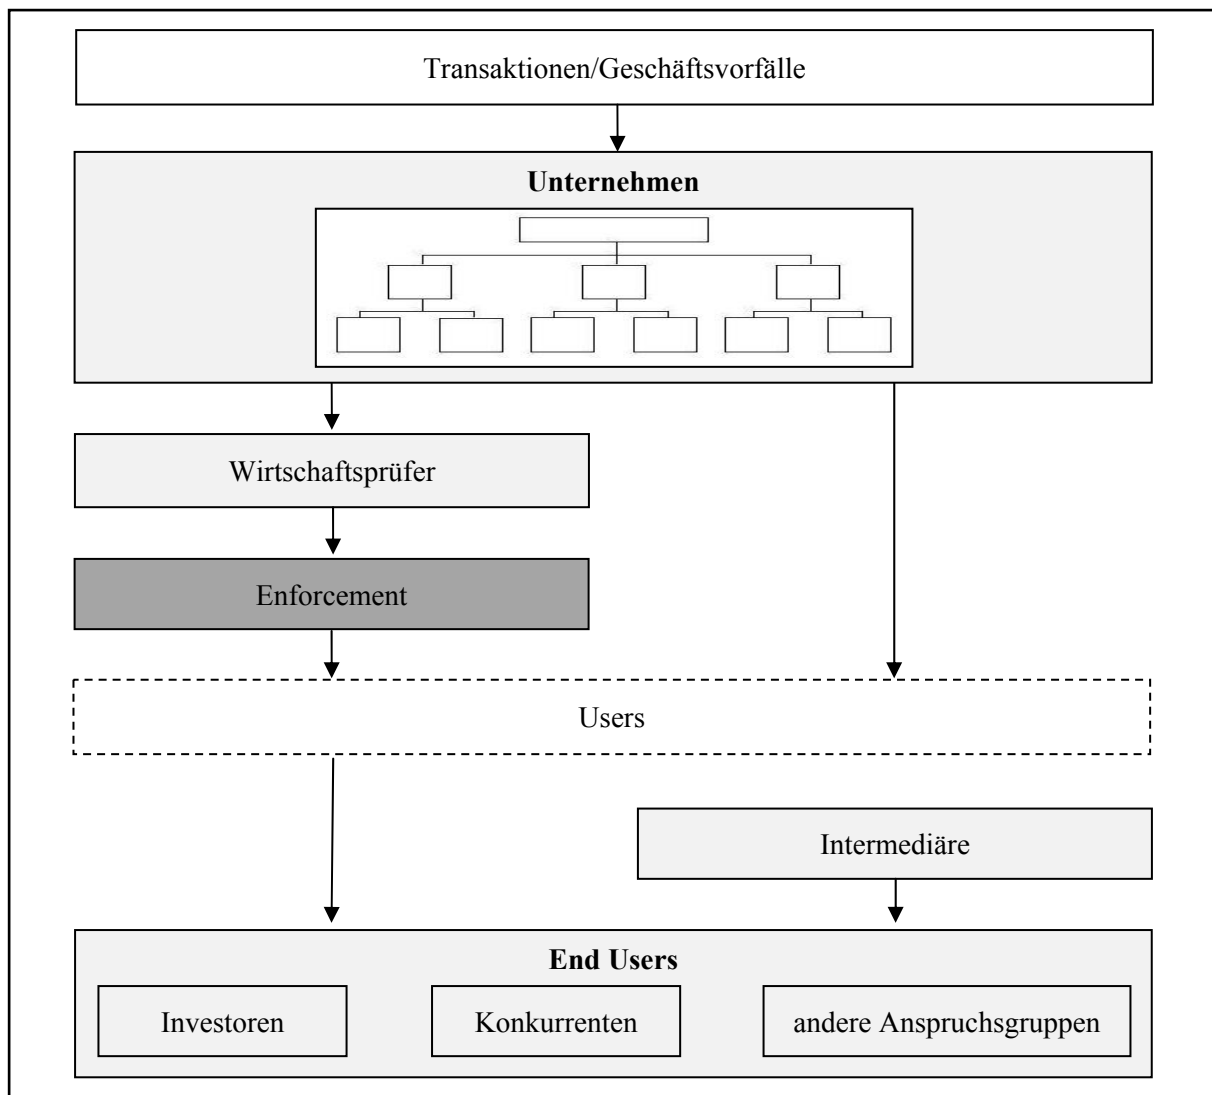 Transaktionen/Geschäftsvorfälle
Unternehmen
Wirtschaftsprüfer
Enforcement
Users
Intermediäre
End Users
Investoren
Konkurrenten
andere Anspruchsgruppen